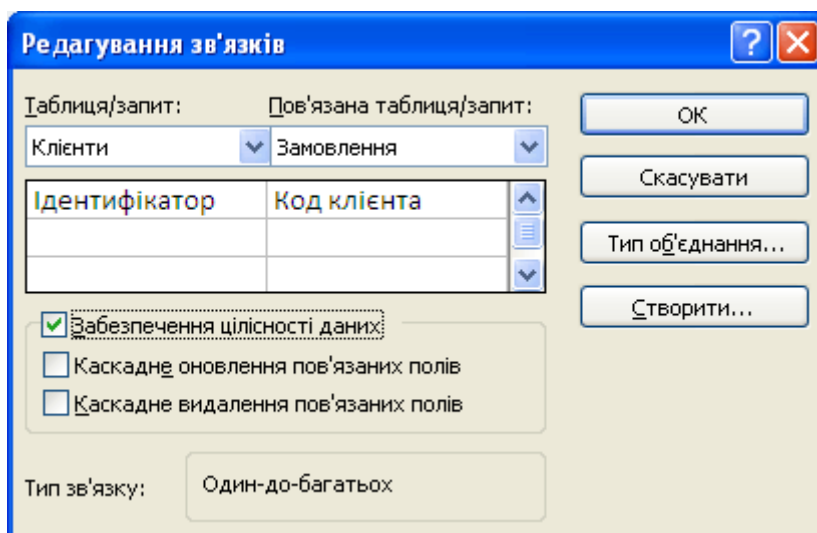 Редагування зв'язків
Таблиця/запит: Пов'язана таблиця/запит:
Клієнти Замовлення
Ідентифікатор Код клієнта
Забезпечення цілісності даних
Каскадне оновлення пов'язаних полів
Каскадне видалення пов'язаних полів
Тип зв'язку: Один-до-багатьох
ОК
Скасувати
Тип об'єднання...
Створити...